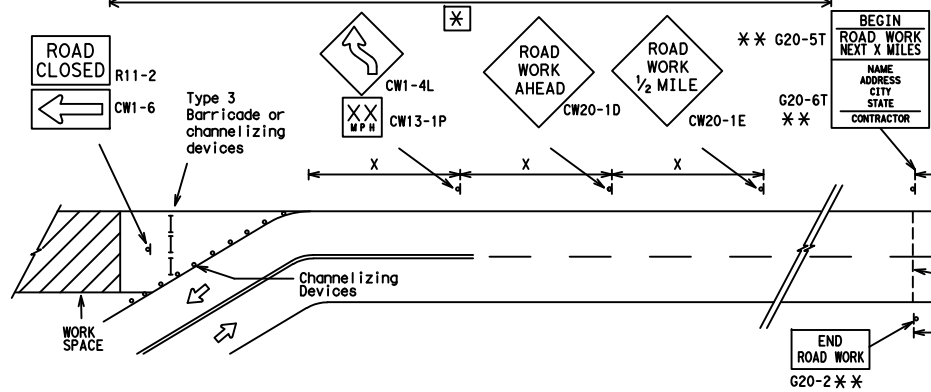 ROAD
CLOSED
R11-2
CW1-6
Type 3
Barricade or
channelizing
devices
*
CW1-4L
XX
MPH
CW13-1P
ROAD
WORK
AHEAD
CW20-1D
ROAD
WORK
1/2 MILE
CW20-1E
** G20-5T
BEGIN
ROAD WORK
NEXT X MILES
G20-6T
**
NAME
ADDRESS
CITY
STATE
CONTRACTOR
X
X
X
Channelizing
Devices
WORK
SPACE
END
ROAD WORK
G20-2 **